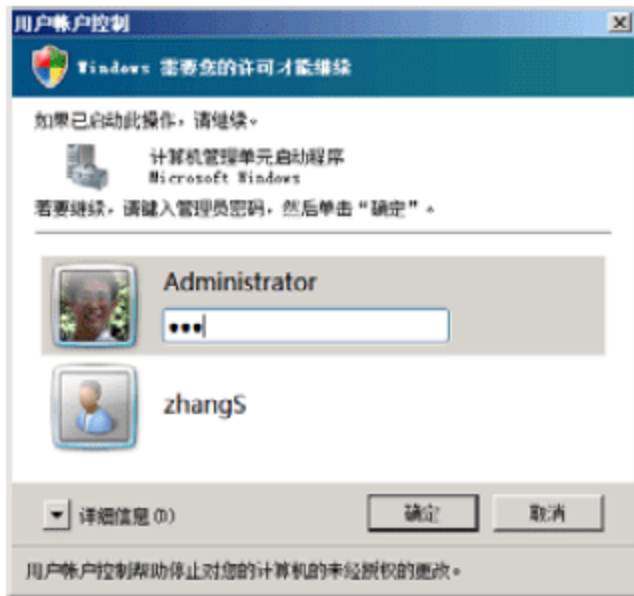 用户帐户控制
Windows 需要您的许可才能继续
如果已启动此操作，请继续。
计算机管理单元启动程序
Microsoft Windows
若要继续，请键入管理员密码，然后单击“确定”。
Administrator
•••
zhangS
详细信息(D)
确定
取消
用户帐户控制帮助停止对您的计算机的未经授权的更改。